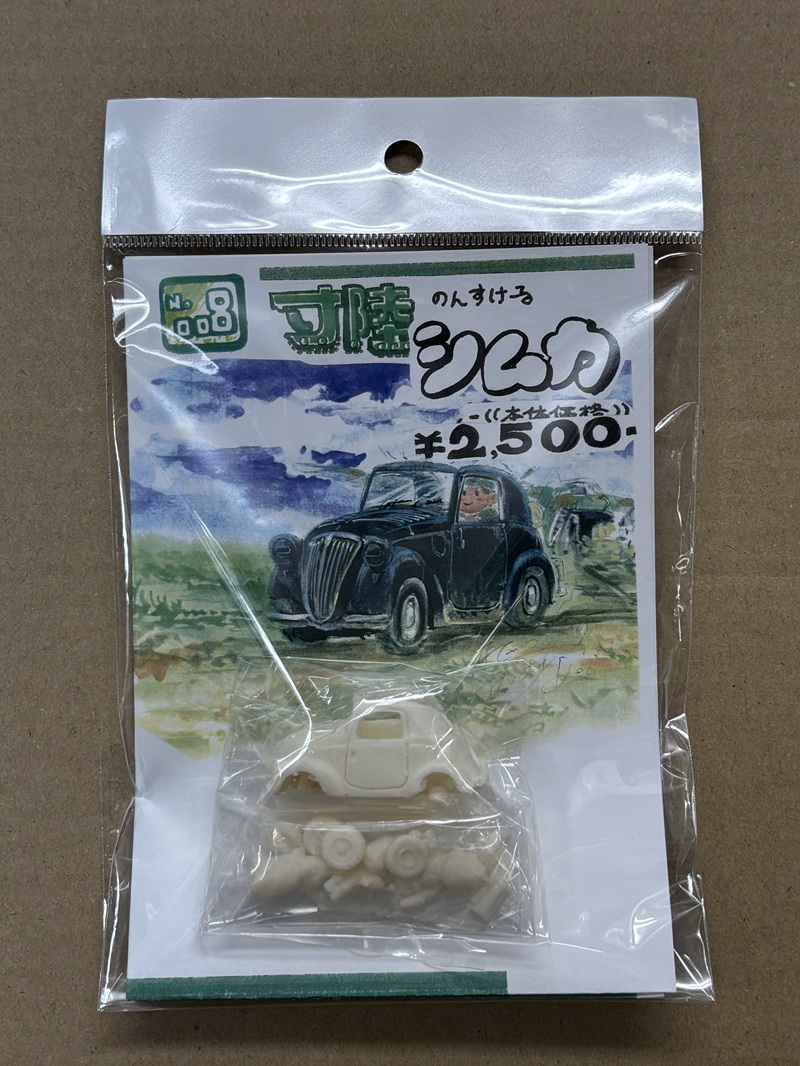 No.
008
寸陸
のんすけーる
シムカ
((本体価格))
¥2,500-